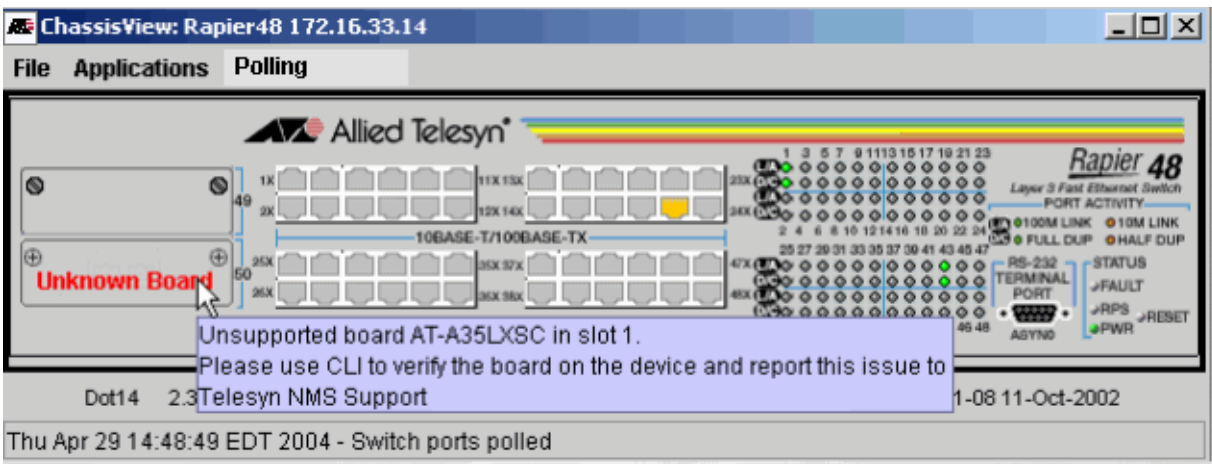 ChassisView: Rapier48 172.16.33.14
File Applications Polling
Allied Telesyn
1 3 5 7 9 11 13 15 17 19 21 23
Rapier 48
Layer 3 Fast Ethernet Switch
PORT ACTIVITY
L/A 100M LINK 10M LINK
D/C FULL DUP HALF DUP
49
1X 11X 13X 23X
2X 12X 14X 24X
2 4 6 8 10 12 14 16 18 20 22 24
10BASE-T/100BASE-TX
25 27 29 31 33 35 37 39 41 43 45 47
RS-232 TERMINAL PORT
ASYN0
STATUS
FAULT
RPS
RESET
PWR
Unknown Board
50
25X 35X 37X 47X
26X 36X 38X 48X
46 48
Unsupported board AT-A35LXSC in slot 1.
Please use CLI to verify the board on the device and report this issue to
Telesyn NMS Support
Dot14 2.3
1-08 11-Oct-2002
Thu Apr 29 14:48:49 EDT 2004 - Switch ports polled